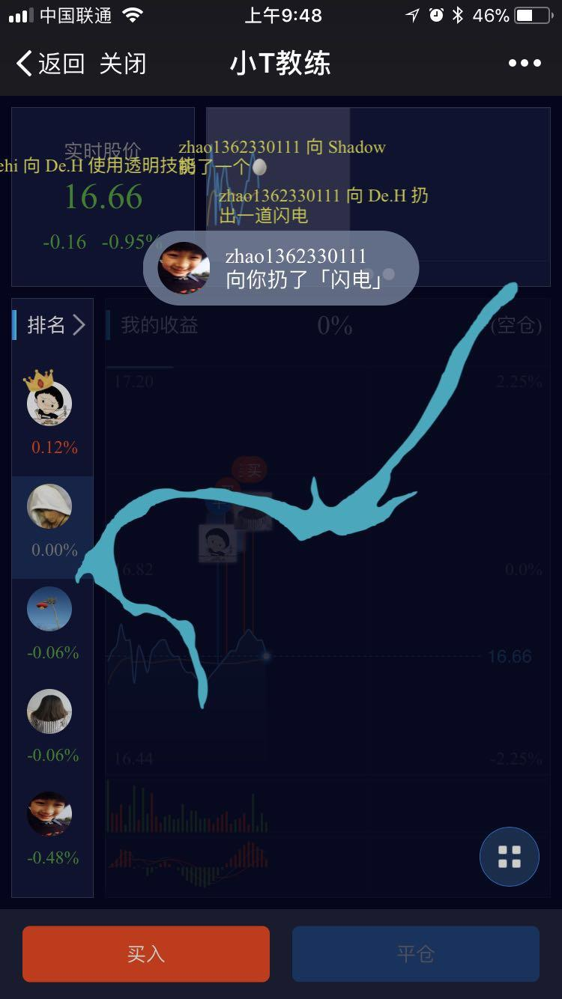 中国联通
上午9:48
46%
返回 关闭
小T教练
实时股价
16.66
-0.16 -0.95%
zhao1362330111 向 Shadow
扔了一个
ehi 向 De.H 使用透明技能
zhao1362330111 向 De.H 扔
出一道闪电
zhao1362330111
向你扔了「闪电」
排名
0.12%
0.00%
-0.06%
-0.06%
-0.48%
我的收益
0%
(空仓)
17.20
2.25%
买
6.82
0.0%
16.66
16.44
-2.25%
买入
平仓